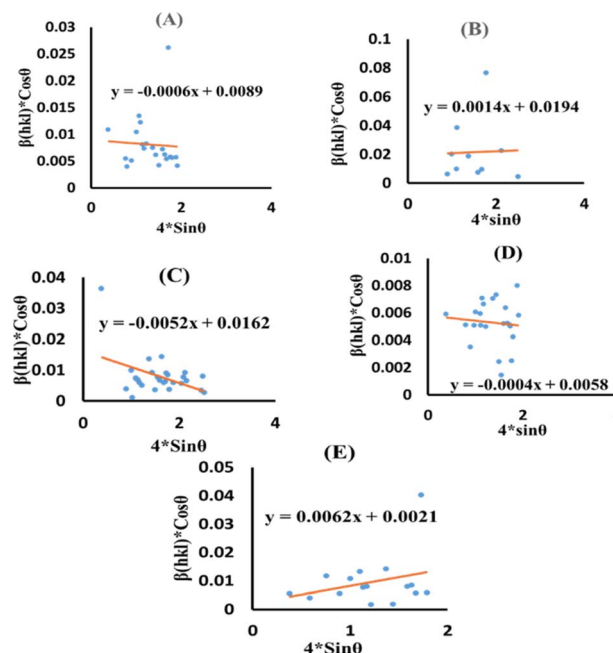 (A)
β(hkl)*Cosθ
0.03
0.025
0.02
0.015
0.01
0.005
0
y = -0.0006x + 0.0089
0 2 4
4*Sinθ
(B)
β(hkl)*Cosθ
0.1
0.08
0.06
0.04
0.02
0
y = 0.0014x + 0.0194
0 2 4
4*sinθ
(C)
β(hkl)*Cosθ
0.04
0.03
0.02
0.01
0
y = -0.0052x + 0.0162
0 1 2 3
4*Sinθ
(D)
β(hkl)*Cosθ
0.01
0.008
0.006
0.004
0.002
0
y = -0.0004x + 0.0058
0 1 2 3
4*sinθ
(E)
β(hkl)*Cosθ
0.05
0.04
0.03
0.02
0.01
0
y = 0.0062x + 0.0021
0 1 2
4*Sinθ